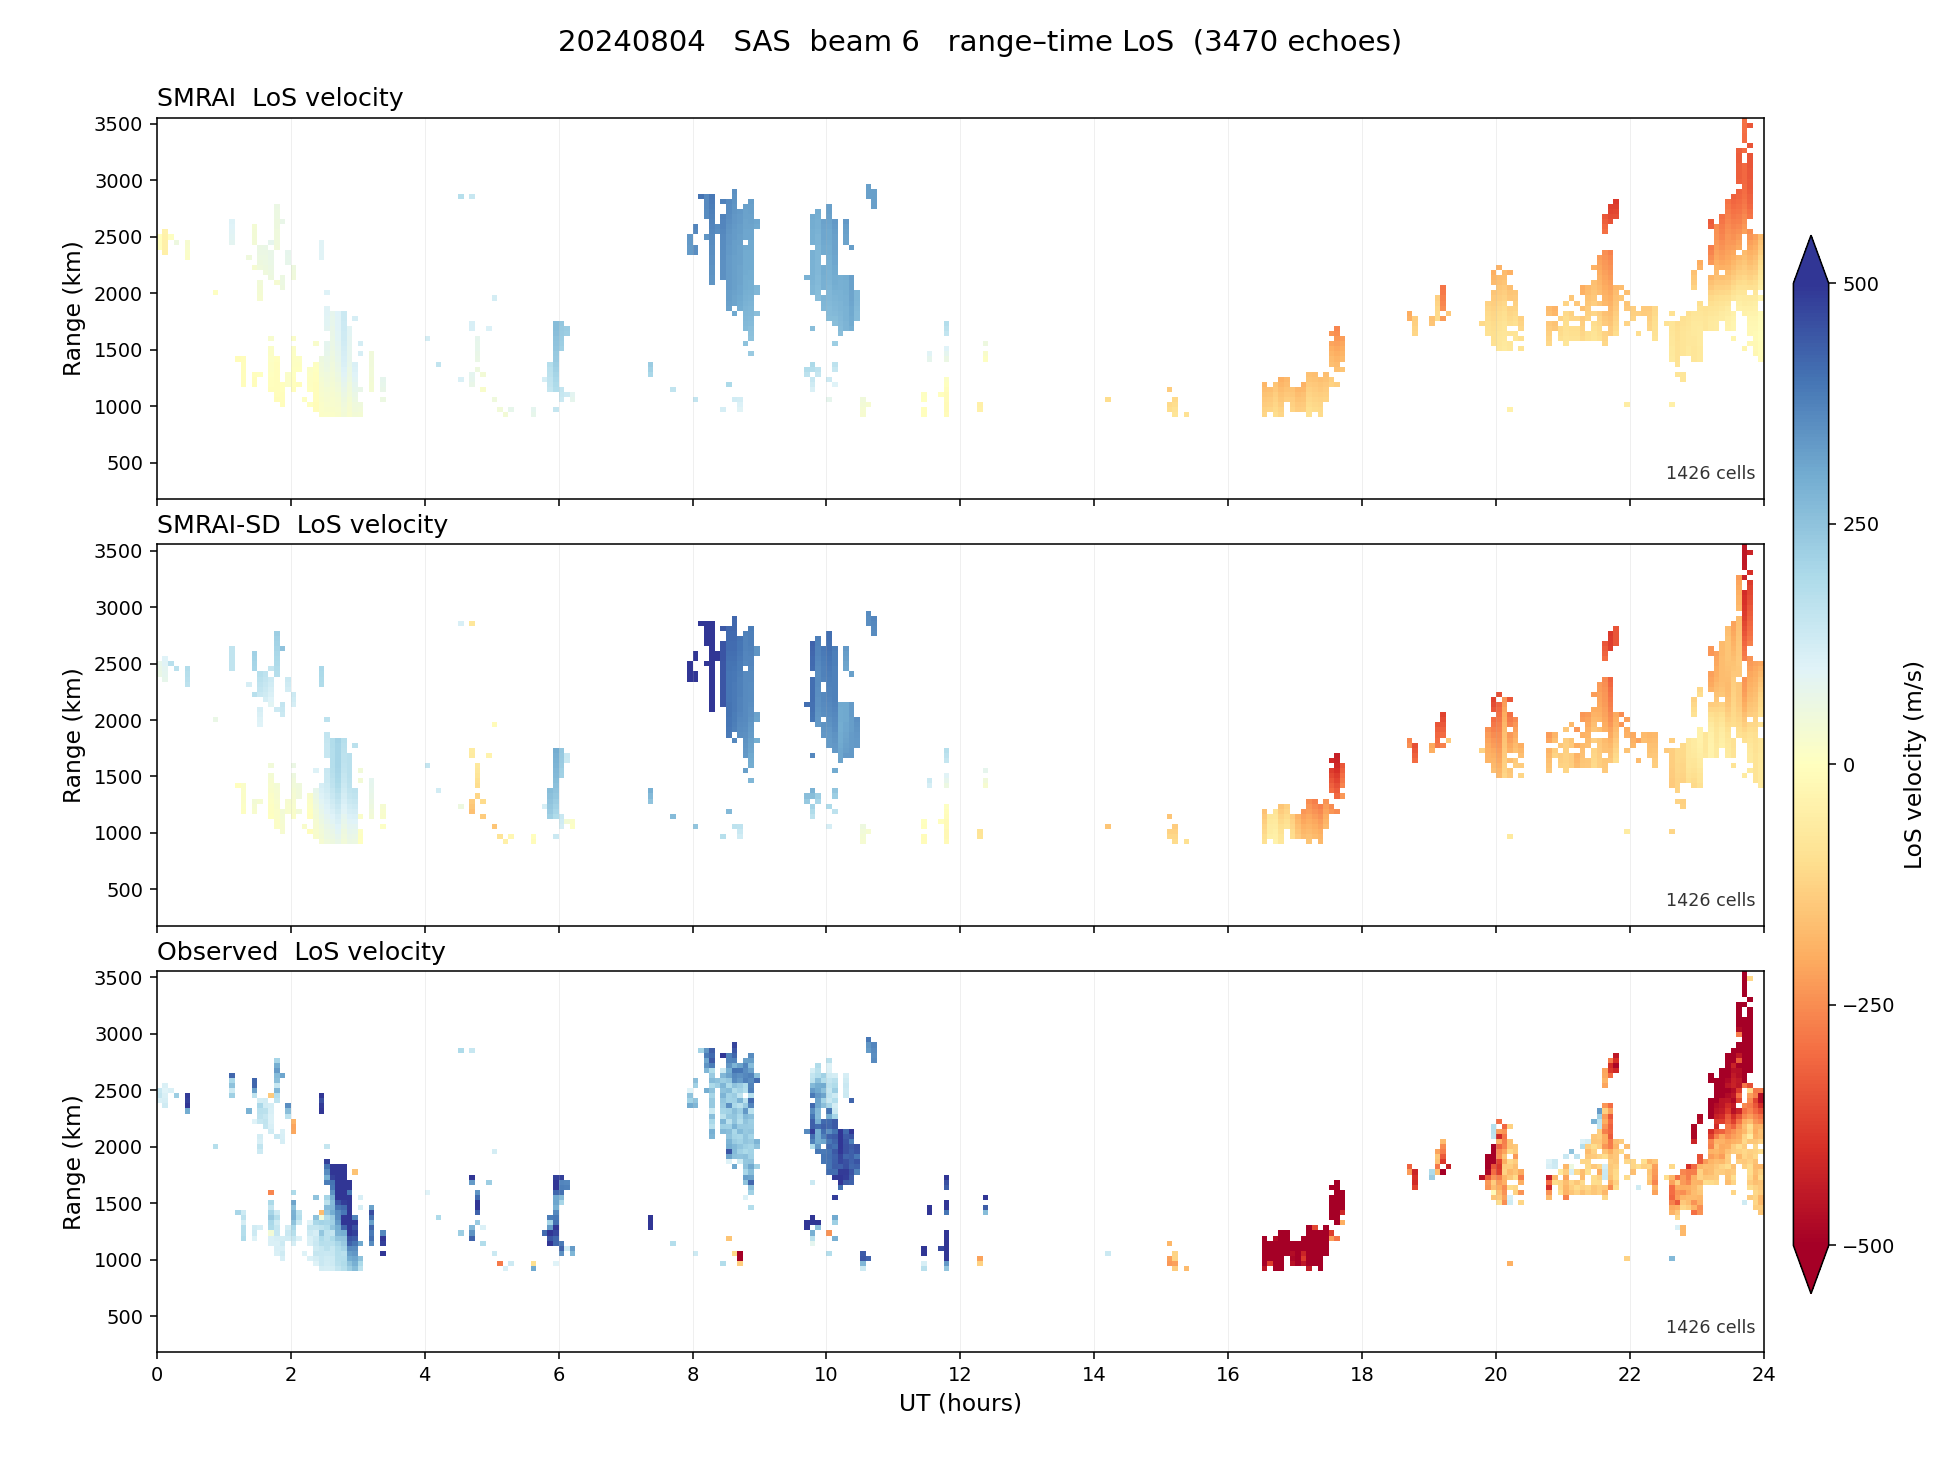 20240804   SAS  beam 6   range–time LoS  (3470 echoes)
SMRAI  LoS velocity
3500
3000
2500
2000
1500
1000
500
Range (km)
1426 cells
SMRAI-SD  LoS velocity
3500
3000
2500
2000
1500
1000
500
Range (km)
1426 cells
Observed  LoS velocity
3500
3000
2500
2000
1500
1000
500
Range (km)
1426 cells
0 2 4 6 8 10 12 14 16 18 20 22 24
UT (hours)
500
250
0
−250
−500
LoS velocity (m/s)